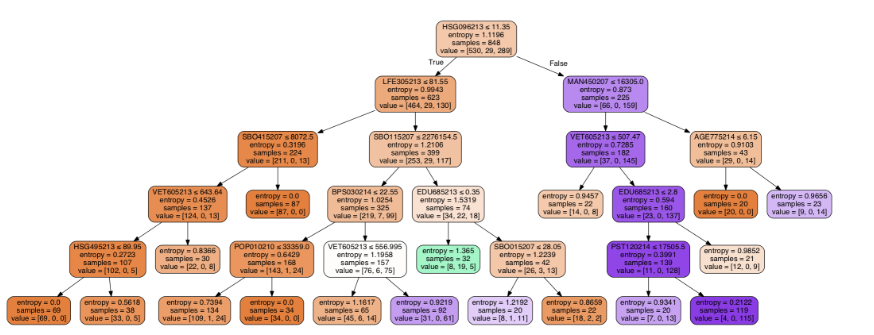 HSG096213 ≤ 11.35
entropy = 1.1196
samples = 848
value = [530, 29, 289]
True
False
LFE305213 ≤ 81.55
entropy = 0.9943
samples = 623
value = [464, 29, 130]
MAN450207 ≤ 16305.0
entropy = 0.873
samples = 225
value = [66, 0, 159]
SBO415207 ≤ 8072.5
entropy = 0.3196
samples = 224
value = [211, 0, 13]
SBO115207 ≤ 2276154.5
entropy = 1.2106
samples = 399
value = [253, 29, 117]
VET605213 ≤ 507.47
entropy = 0.7285
samples = 182
value = [37, 0, 145]
AGE775214 ≤ 6.15
entropy = 0.9103
samples = 43
value = [29, 0, 14]
VET605213 ≤ 643.64
entropy = 0.4526
samples = 137
value = [124, 0, 13]
entropy = 0.0
samples = 87
value = [87, 0, 0]
BPS030214 ≤ 22.55
entropy = 1.0254
samples = 325
value = [219, 7, 99]
EDU685213 ≤ 0.35
entropy = 1.5319
samples = 74
value = [34, 22, 18]
entropy = 0.9457
samples = 22
value = [14, 0, 8]
EDU685213 ≤ 2.8
entropy = 0.594
samples = 160
value = [23, 0, 137]
entropy = 0.0
samples = 20
value = [20, 0, 0]
entropy = 0.9656
samples = 23
value = [9, 0, 14]
HSG495213 ≤ 89.95
entropy = 0.2723
samples = 107
value = [102, 0, 5]
entropy = 0.8366
samples = 30
value = [22, 0, 8]
POP010210 ≤ 33359.0
entropy = 0.6429
samples = 168
value = [143, 1, 24]
VET605213 ≤ 556.995
entropy = 1.1958
samples = 157
value = [76, 6, 75]
entropy = 1.365
samples = 32
value = [8, 19, 5]
SBO015207 ≤ 28.05
entropy = 1.2239
samples = 42
value = [26, 3, 13]
PST120214 ≤ 17505.5
entropy = 0.3991
samples = 139
value = [11, 0, 128]
entropy = 0.9852
samples = 21
value = [12, 0, 9]
entropy = 0.0
samples = 69
value = [69, 0, 0]
entropy = 0.5618
samples = 38
value = [33, 0, 5]
entropy = 0.7394
samples = 134
value = [109, 1, 24]
entropy = 0.0
samples = 34
value = [34, 0, 0]
entropy = 1.1617
samples = 65
value = [45, 6, 14]
entropy = 0.9219
samples = 92
value = [31, 0, 61]
entropy = 1.2192
samples = 20
value = [8, 1, 11]
entropy = 0.8659
samples = 22
value = [18, 2, 2]
entropy = 0.9341
samples = 20
value = [7, 0, 13]
entropy = 0.2122
samples = 119
value = [4, 0, 115]